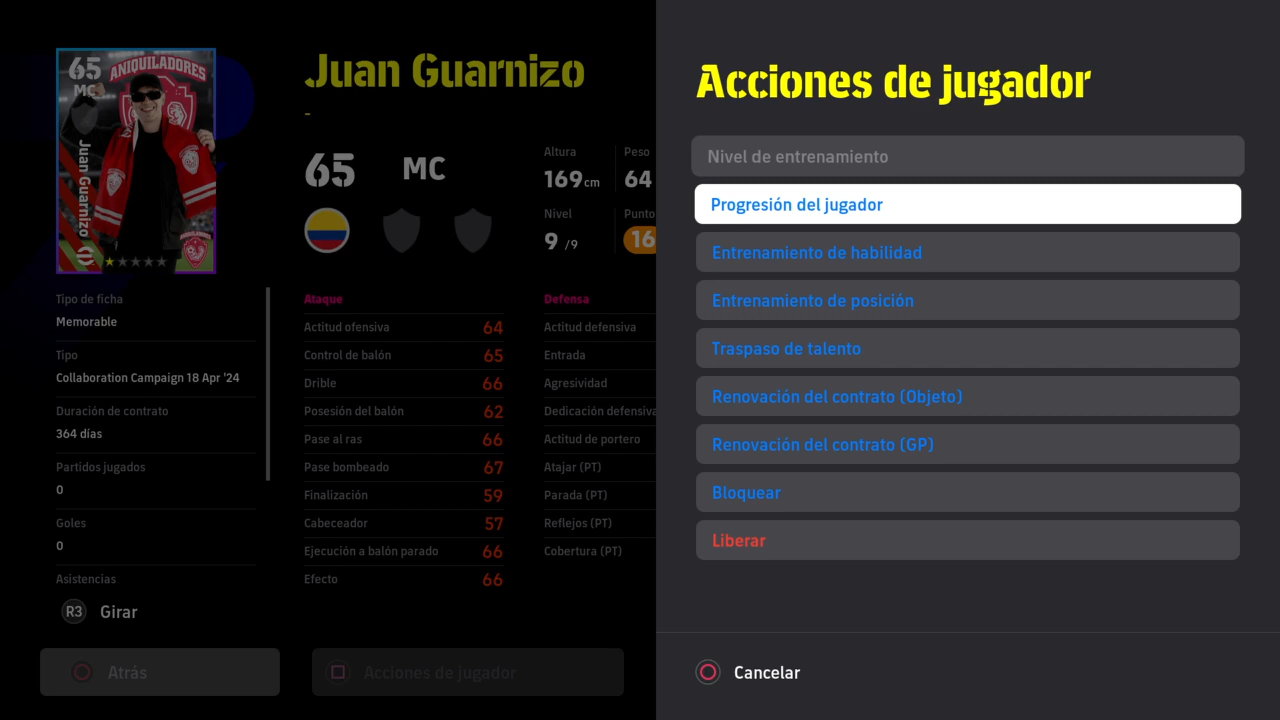 65
MC
ANIQUILADORES
Juan Guarnizo
Juan Guarnizo
-
65 MC
Altura Peso
169cm 64
Nivel Punto
9 /9 16
Tipo de ficha
Memorable
Tipo
Collaboration Campaign 18 Apr '24
Duración de contrato
364 días
Partidos jugados
0
Goles
0
Asistencias
R3 Girar
Ataque
Actitud ofensiva 64
Control de balón 65
Drible 66
Posesión del balón 62
Pase al ras 66
Pase bombeado 67
Finalización 59
Cabeceador 57
Ejecución a balón parado 66
Efecto 66
Defensa
Actitud defensiva
Entrada
Agresividad
Dedicación defensiva
Actitud de portero
Atajar (PT)
Parada (PT)
Reflejos (PT)
Cobertura (PT)
Atrás
Acciones de jugador
Acciones de jugador
Nivel de entrenamiento
Progresión del jugador
Entrenamiento de habilidad
Entrenamiento de posición
Traspaso de talento
Renovación del contrato (Objeto)
Renovación del contrato (GP)
Bloquear
Liberar
Cancelar